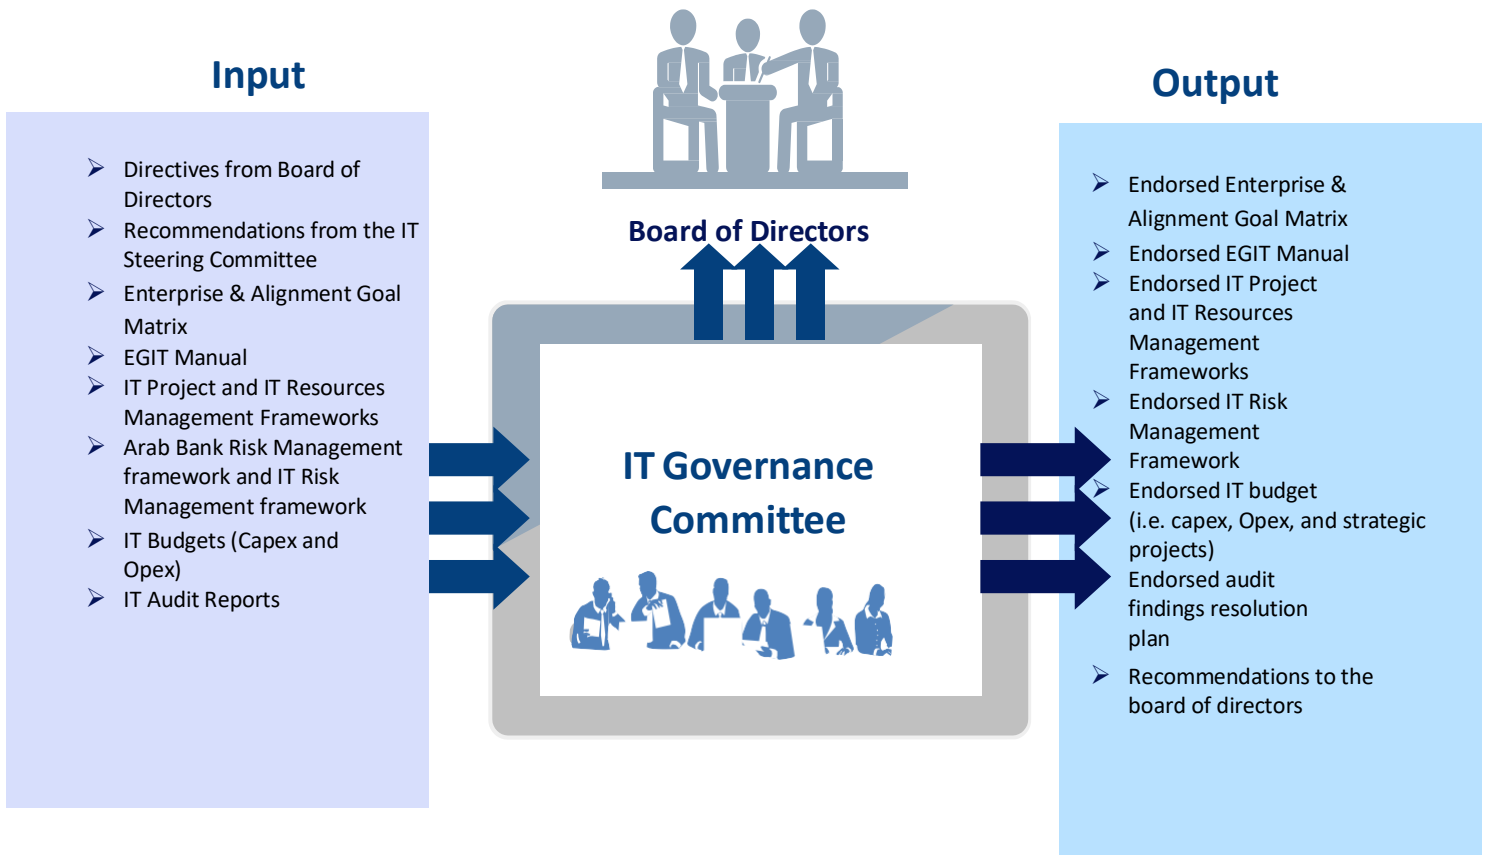 Input
➢ Directives from Board of
Directors
➢ Recommendations from the IT
Steering Committee
➢ Enterprise & Alignment Goal
Matrix
➢ EGIT Manual
➢ IT Project and IT Resources
Management Frameworks
➢ Arab Bank Risk Management
framework and IT Risk
Management framework
➢ IT Budgets (Capex and
Opex)
➢ IT Audit Reports
Board of Directors
IT Governance
Committee
Output
➢ Endorsed Enterprise &
Alignment Goal Matrix
➢ Endorsed EGIT Manual
➢ Endorsed IT Project
and IT Resources
Management
Frameworks
➢ Endorsed IT Risk
Management
Framework
➢ Endorsed IT budget
(i.e. capex, Opex, and strategic
projects)
Endorsed audit
findings resolution
plan
➢ Recommendations to the
board of directors